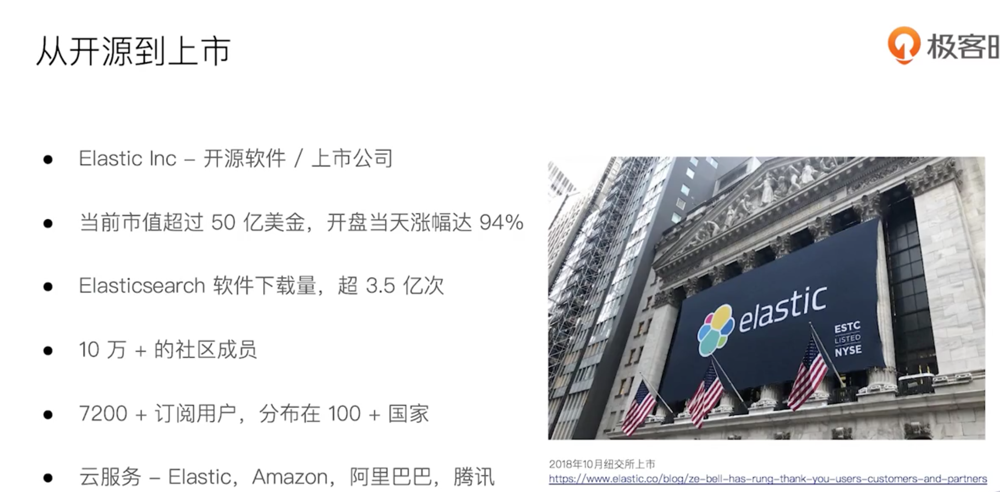 从开源到上市
极客时
Elastic Inc – 开源软件 / 上市公司
当前市值超过 50 亿美金，开盘当天涨幅达 94%
Elasticsearch 软件下载量，超 3.5 亿次
10 万 + 的社区成员
7200 + 订阅用户，分布在 100 + 国家
云服务 – Elastic，Amazon，阿里巴巴，腾讯
elastic
ESTC
LISTED
NYSE
2018年10月纽交所上市
https://www.elastic.co/blog/ze-bell-has-rung-thank-you-users-customers-and-partners